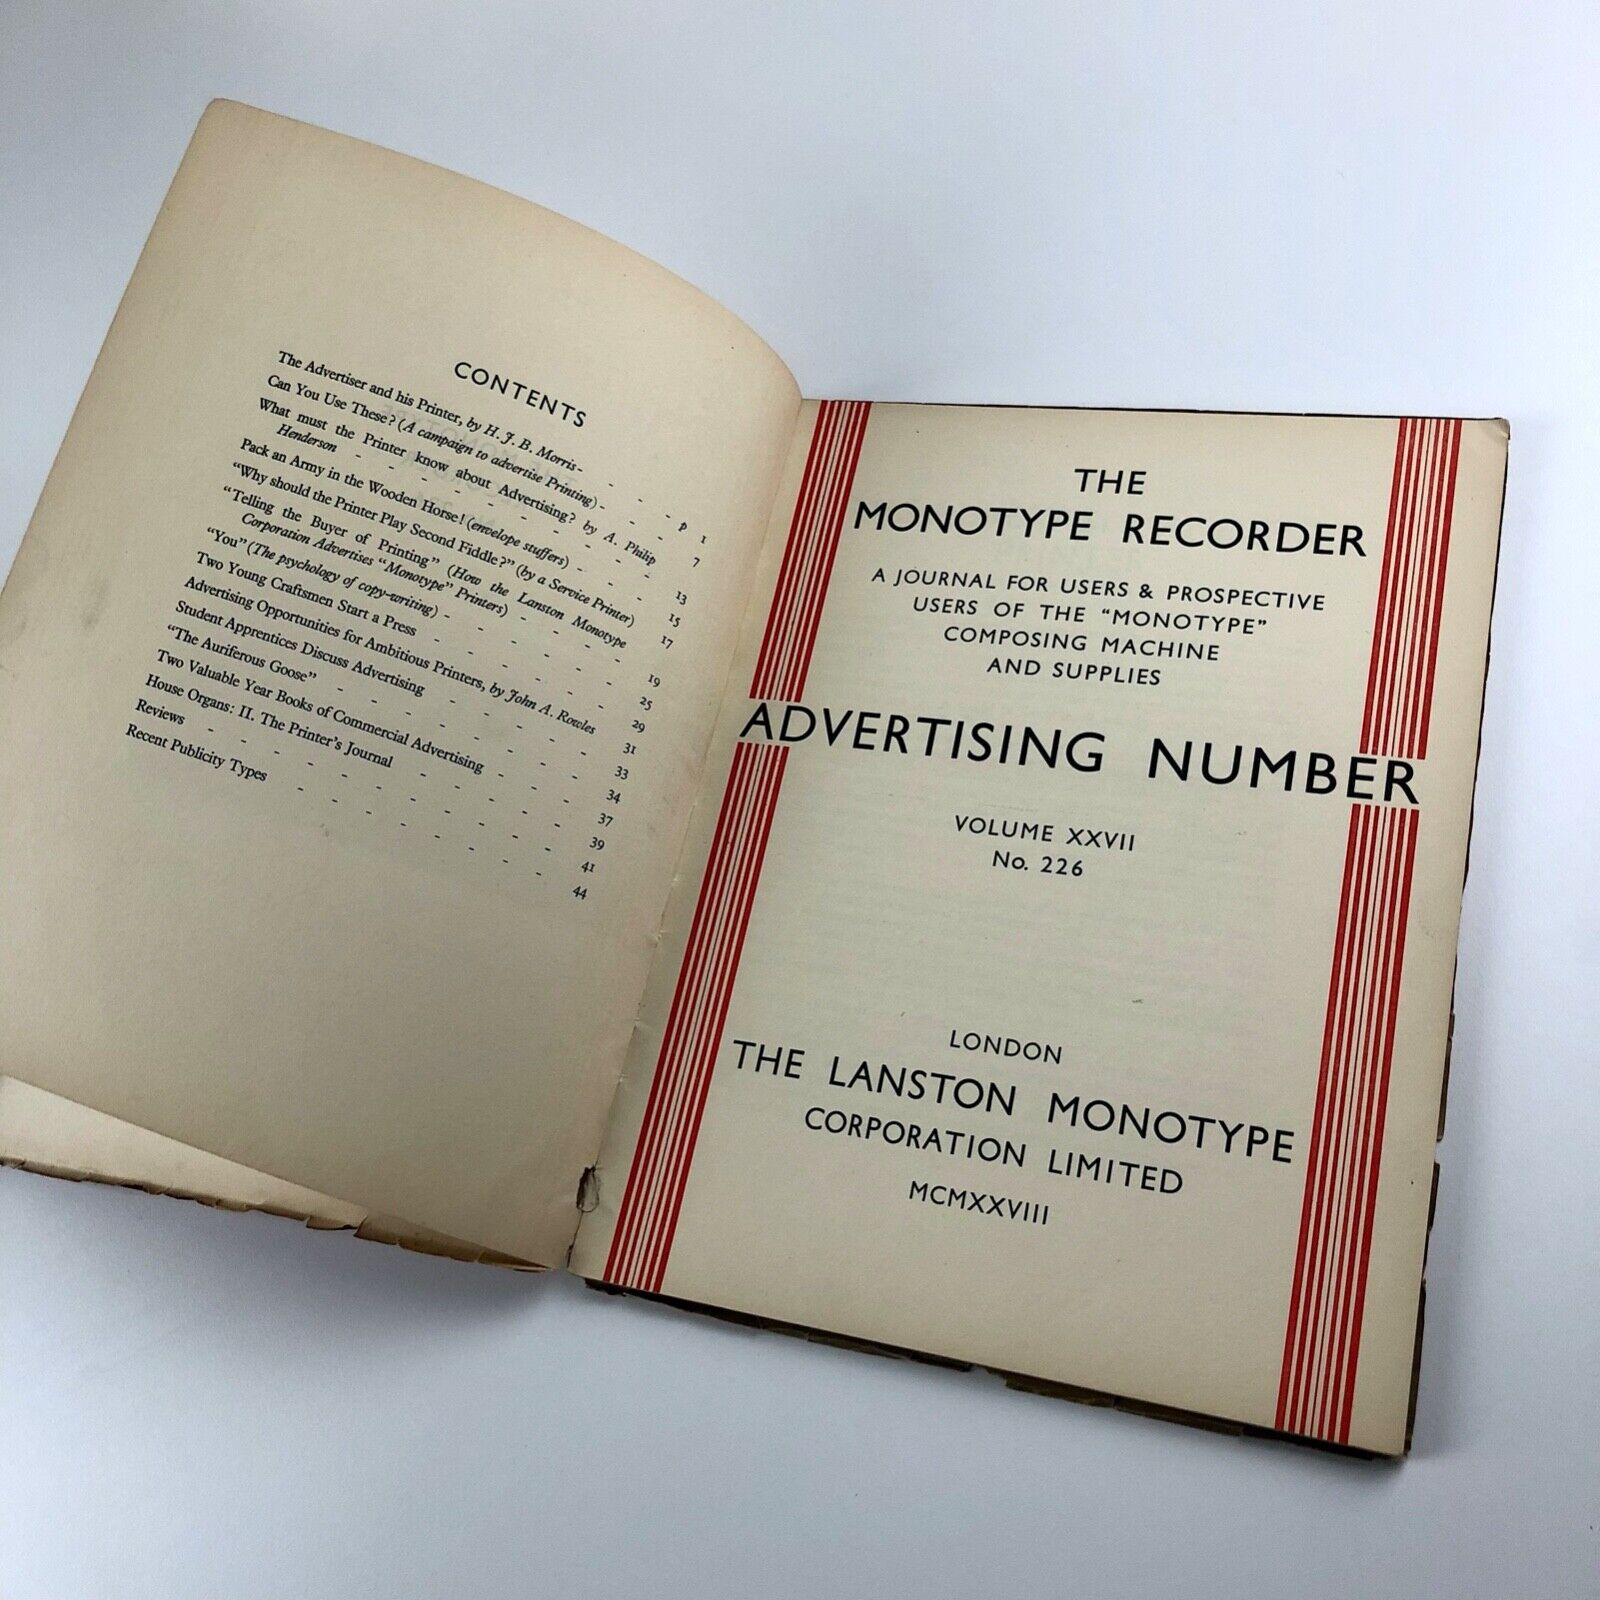 CONTENTS
The Advertiser and his Printer, by H. J. B. Morris - - - p 1
Can You Use These? (A campaign to advertise Printing) - - - 7
What must the Printer know about Advertising? by A. Philip
Henderson - - - - - - - - 13
Pack an Army in the Wooden Horse! (envelope stuffers) - - - 15
"Why should the Printer Play Second Fiddle?" (by a Service Printer) 17
"Telling the Buyer of Printing" (How the Lanston Monotype
Corporation Advertises "Monotype" Printers) - - - - 19
"You" (The psychology of copy-writing) - - - - - 25
Two Young Craftsmen Start a Press - - - - - - 29
Advertising Opportunities for Ambitious Printers, by John A. Rowles 31
Student Apprentices Discuss Advertising - - - - - 33
"The Auriferous Goose" - - - - - - - 34
Two Valuable Year Books of Commercial Advertising - - - 37
House Organs: II. The Printer's Journal - - - - - 39
Reviews - - - - - - - - - 41
Recent Publicity Types - - - - - - - - 44
THE
MONOTYPE RECORDER
A JOURNAL FOR USERS & PROSPECTIVE
USERS OF THE "MONOTYPE"
COMPOSING MACHINE
AND SUPPLIES
ADVERTISING NUMBER
VOLUME XXVII
No. 226
LONDON
THE LANSTON MONOTYPE
CORPORATION LIMITED
MCMXXVIII